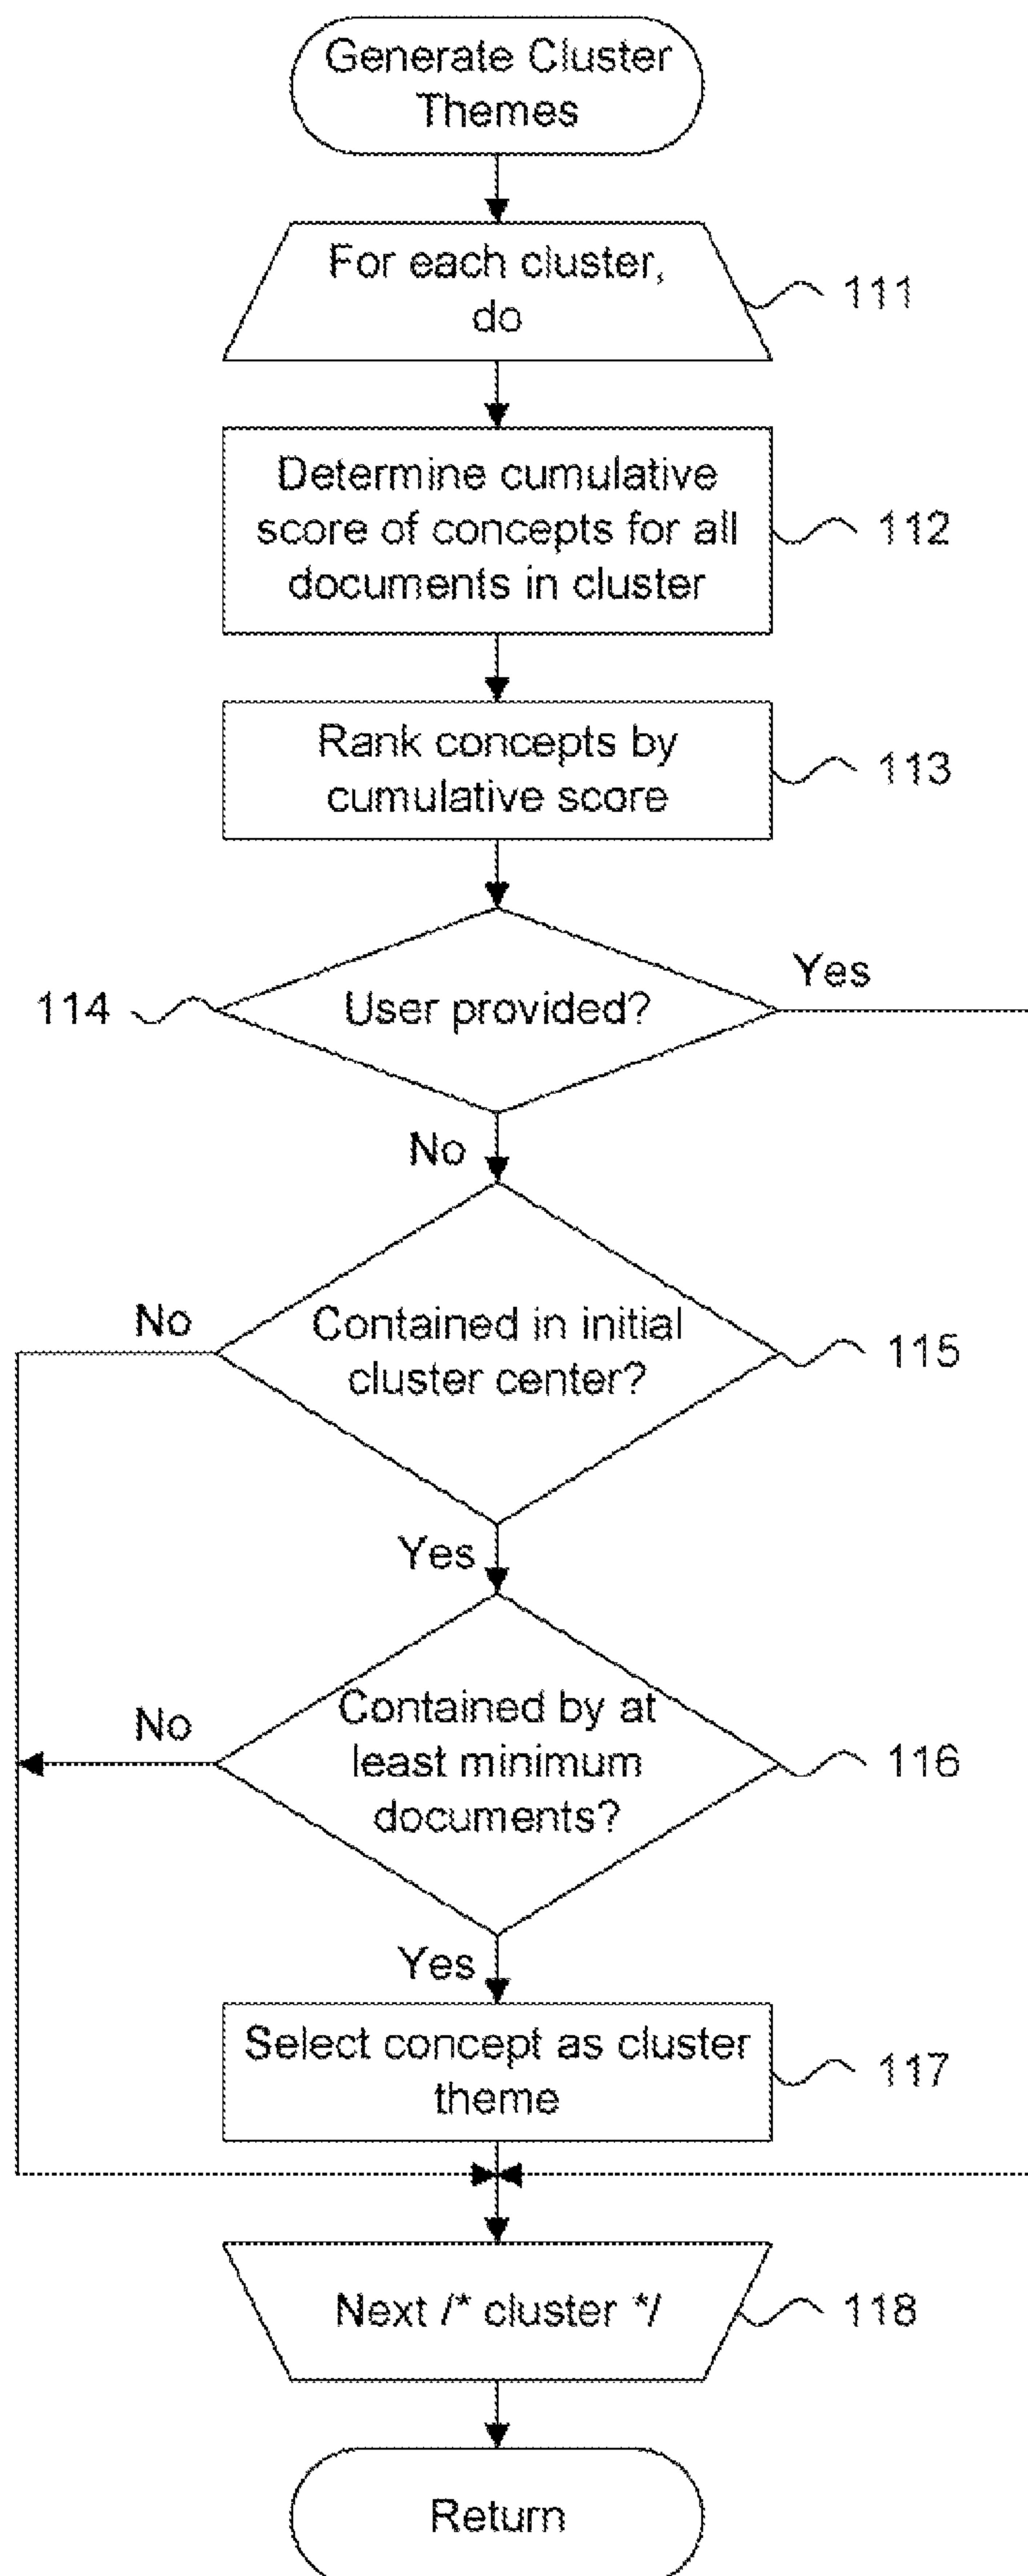 Generate Cluster
Themes
For each cluster,
do
111
Determine cumulative
score of concepts for all
documents in cluster
112
Rank concepts by
cumulative score
113
114
User provided?
Yes
No
No
Contained in initial
cluster center?
115
Yes
No
Contained by at
least minimum
documents?
116
Yes
Select concept as cluster
theme
117
Next /* cluster */
118
Return